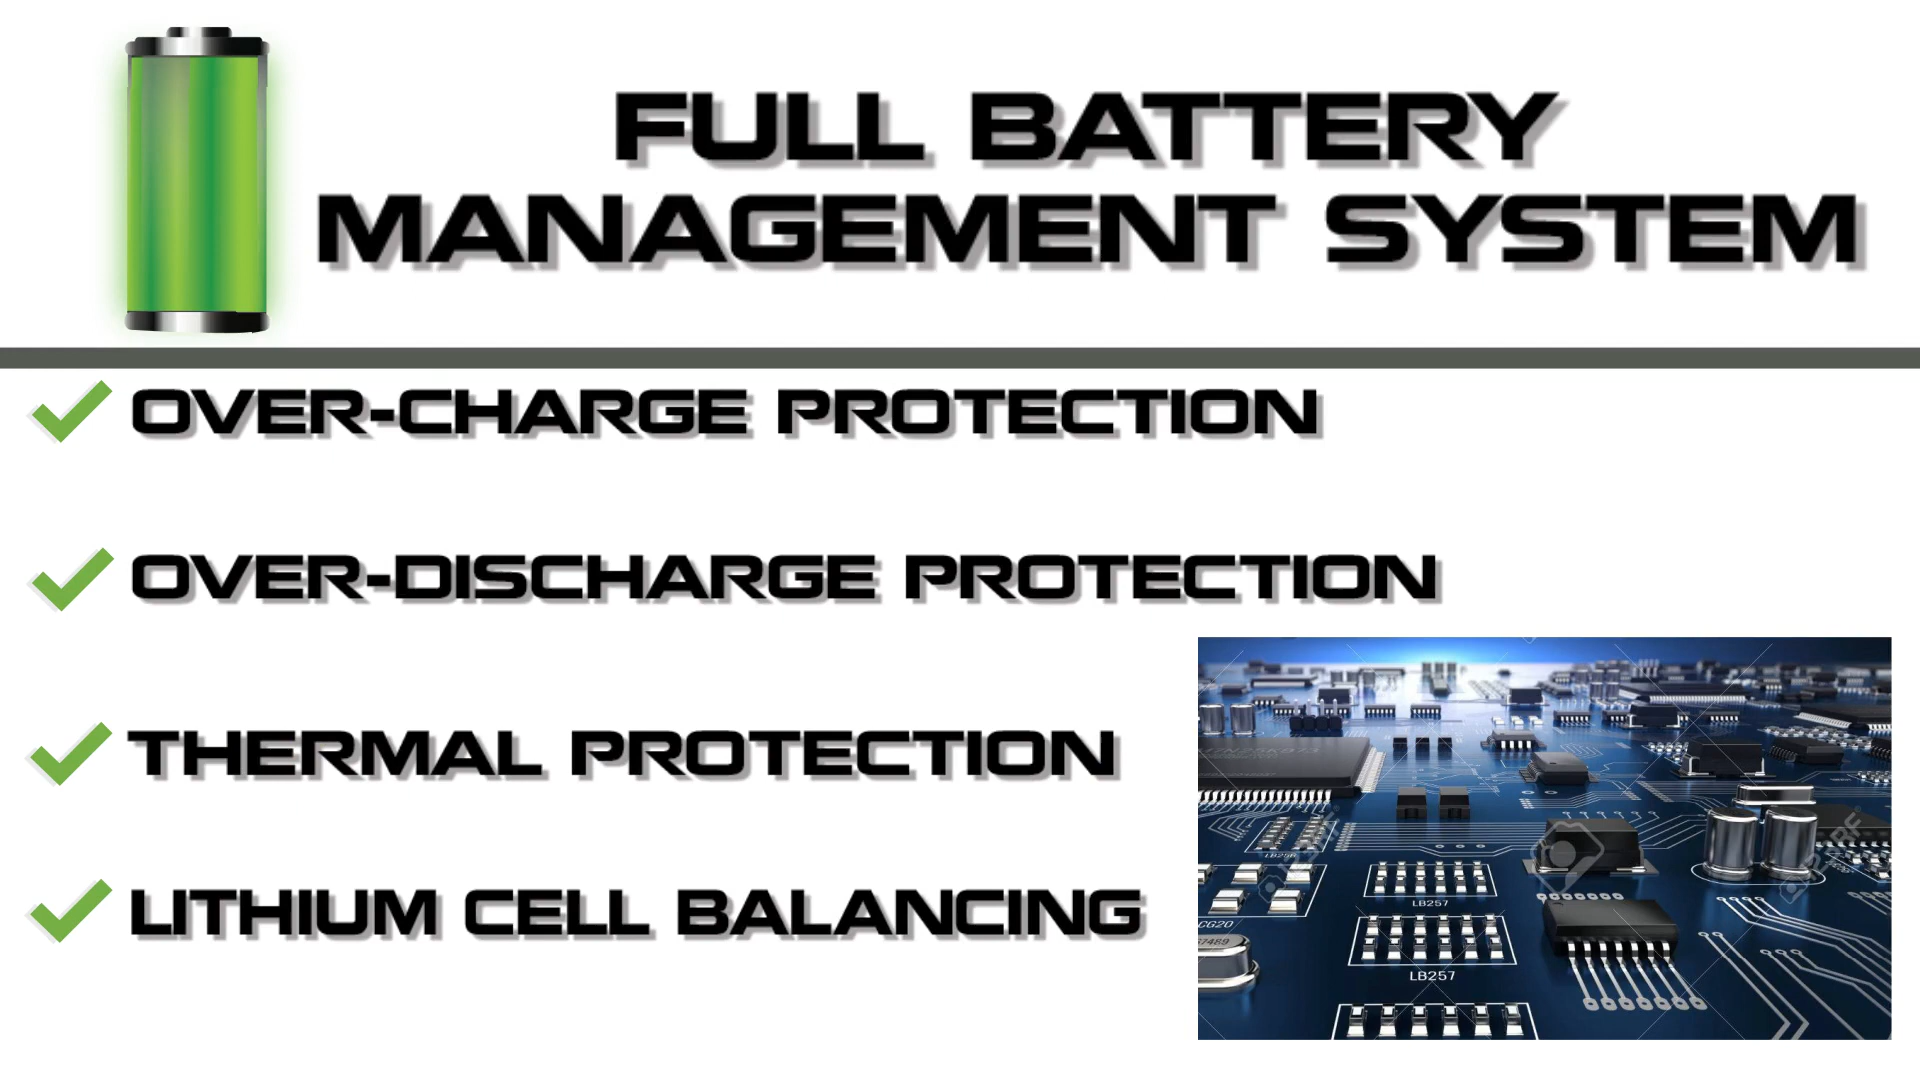 FULL BATTERY
MANAGEMENT SYSTEM
OVER-CHARGE PROTECTION
OVER-DISCHARGE PROTECTION
THERMAL PROTECTION
LITHIUM CELL BALANCING
LB257
LB257